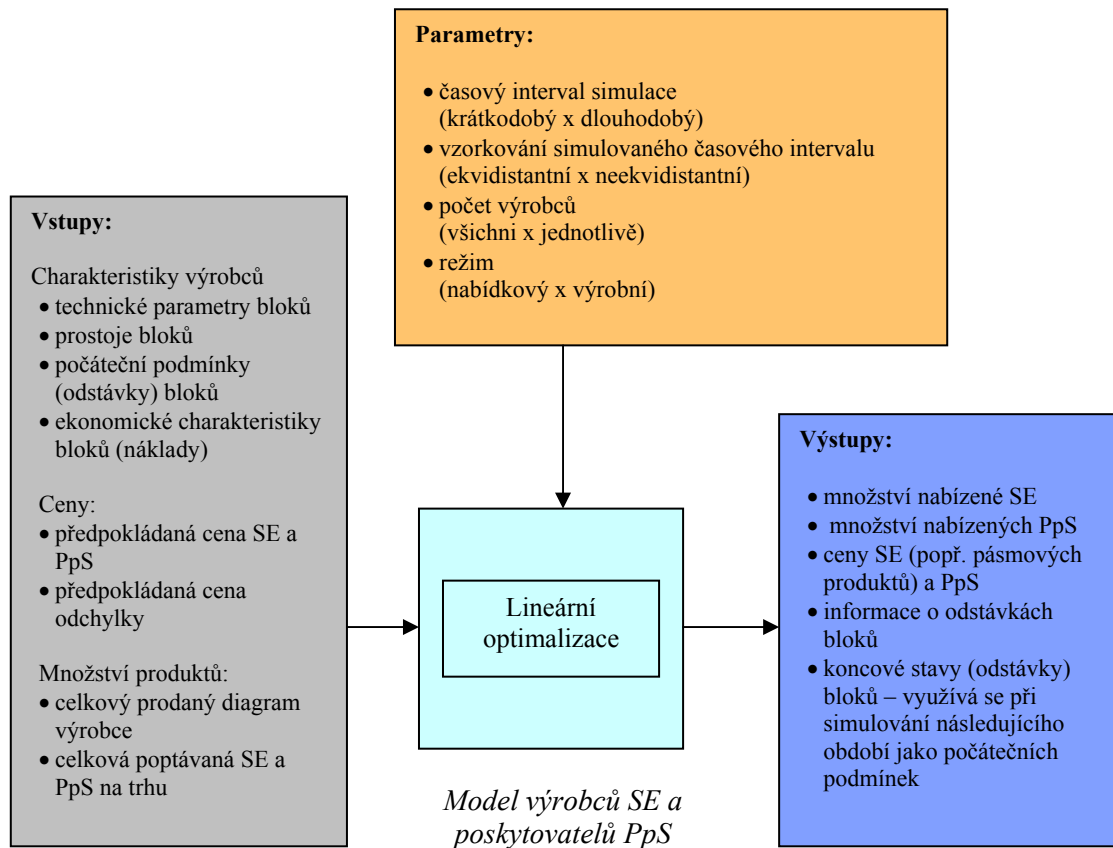 Parametry:
• časový interval simulace
(krátkodobý x dlouhodobý)
• vzorkování simulovaného časového intervalu
(ekvidistantní x neekvidistantní)
• počet výrobců
(všichni x jednotlivě)
• režim
(nabídkový x výrobní)
Vstupy:
Charakteristiky výrobců
• technické parametry bloků
• prostoje bloků
• počáteční podmínky
(odstávky) bloků
• ekonomické charakteristiky
bloků (náklady)
Ceny:
• předpokládaná cena SE a
PpS
• předpokládaná cena
odchylky
Množství produktů:
• celkový prodaný diagram
výrobce
• celková poptávaná SE a
PpS na trhu
Lineární
optimalizace
Model výrobců SE a
poskytovatelů PpS
Výstupy:
• množství nabízené SE
• množství nabízených PpS
• ceny SE (popř. pásmových
produktů) a PpS
• informace o odstávkách
bloků
• koncové stavy (odstávky)
bloků – využívá se při
simulování následujícího
období jako počátečních
podmínek